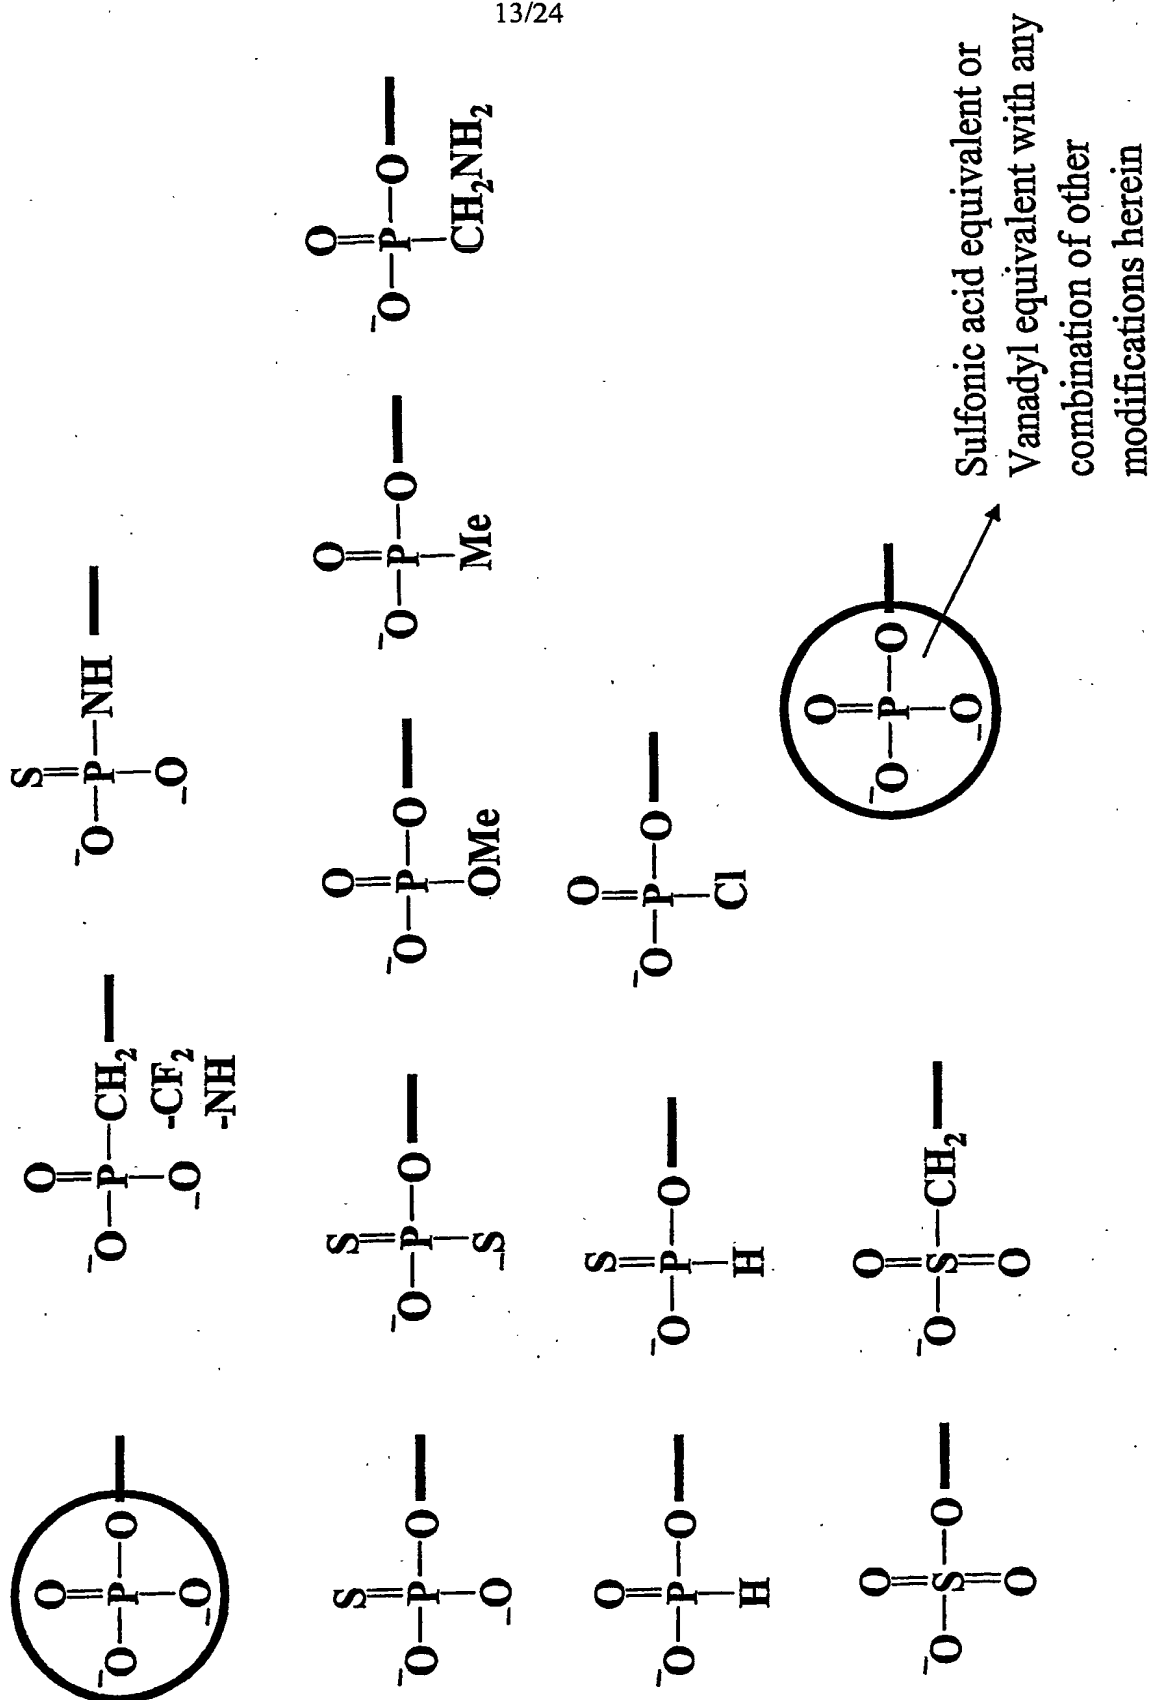 13/24
O
⁻O–P–O
⁻O
O
⁻O–P–CH₂
⁻O -CF₂
-NH
S
⁻O–P–NH
⁻O
S
⁻O–P–O
⁻O
S
⁻O–P–O
⁻S
O
⁻O–P–O
OMe
O
⁻O–P–O
Me
O
⁻O–P–O
CH₂NH₂
O
⁻O–P–O
H
S
⁻O–P–O
H
O
⁻O–P–O
Cl
O
⁻O–S–O
O
O
⁻O–S–CH₂
O
O
⁻O–P–O
⁻O
Sulfonic acid equivalent or
Vanadyl equivalent with any
combination of other
modifications herein